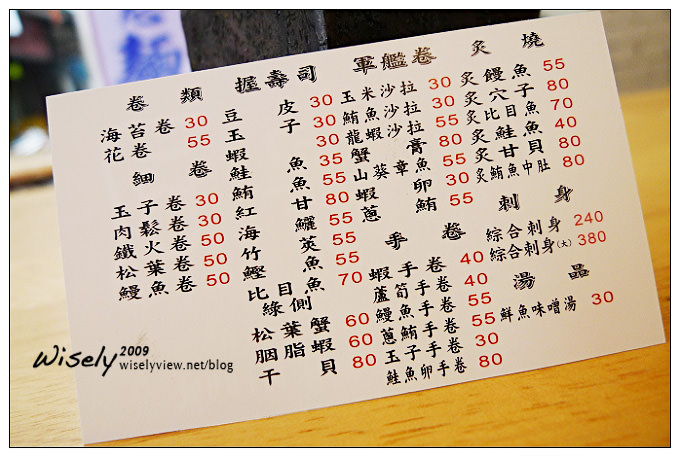 卷類
海苔卷 30
花卷 55
細卷
玉子卷 30
肉鬆卷 50
鐵火卷 50
松葉卷 50
鰻魚卷 50
握壽司
豆皮 30
玉子 30
蝦 30
鮭魚 35
鮪魚 55
紅甘 80
海鱺 55
竹莢 55
鰹魚 55
比目魚 70
綠側
松葉蟹 60
胭脂蝦 60
干貝 80
軍艦卷
玉米沙拉 30
鮪魚沙拉 30
龍蝦沙拉 55
蟹膏 80
山葵章魚 55
蝦卵 30
蔥鮪 55
手卷
蝦手卷 40
蘆筍手卷 40
鰻魚手卷 55
蔥鮪手卷 55
玉子手卷 30
鮭魚卵手卷 80
炙燒
炙鰻魚 55
炙穴子 80
炙比目魚 70
炙鮭魚 40
炙甘貝 80
炙鮪魚中肚 80
刺身
綜合刺身 240
綜合刺身(大) 380
湯品
鮮魚味噌湯 30
Wisely 2009
wiselyview.net/blog
麵